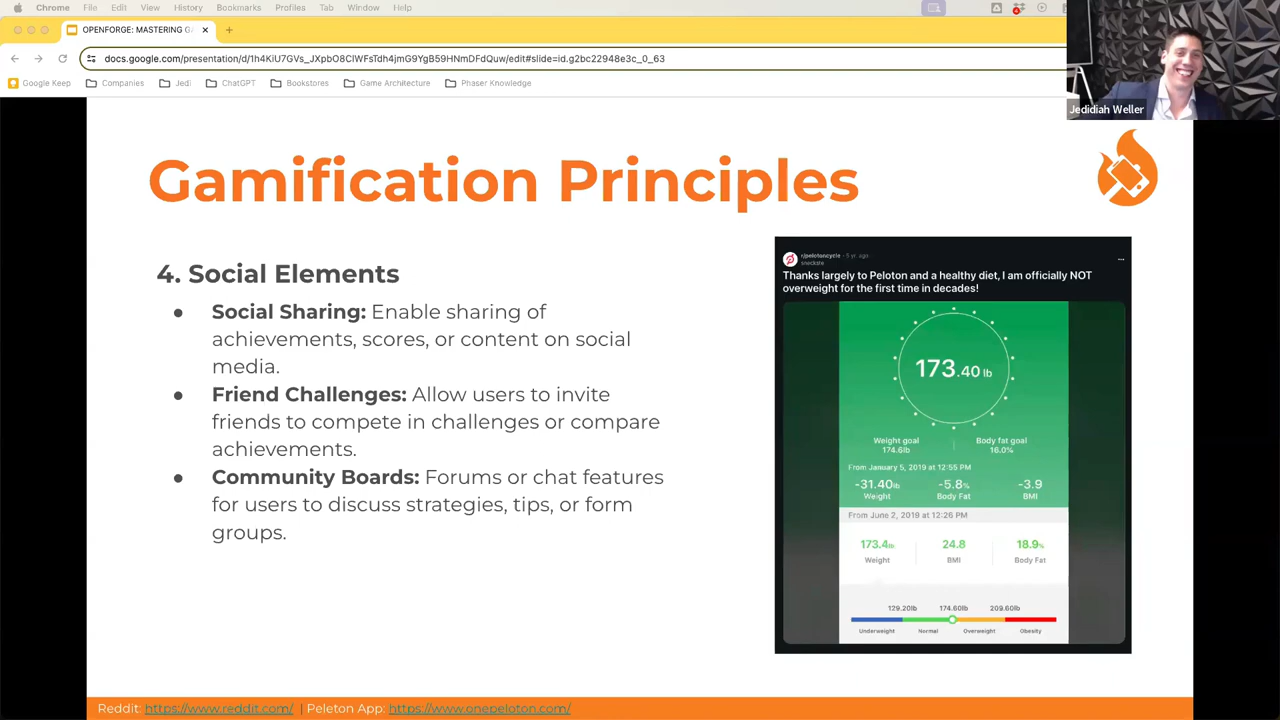 Chrome File Edit View History Bookmarks Profiles Tab Window Help
OPENFORGE: MASTERING GA
docs.google.com/presentation/d/1h4KiU7GVs_JXpbO8ClWFsTdh4jmG9YgB59HNmDFdQuw/edit#slide=id.g2bc22948e3c_0_63
Google Keep Companies Jedi ChatGPT Bookstores Game Architecture Phaser Knowledge
Jedidiah Weller
Gamification Principles
4. Social Elements
● Social Sharing: Enable sharing of
achievements, scores, or content on social
media.
● Friend Challenges: Allow users to invite
friends to compete in challenges or compare
achievements.
● Community Boards: Forums or chat features
for users to discuss strategies, tips, or form
groups.
r/pelotoncycle · 5 yr. ago
Thanks largely to Peloton and a healthy diet, I am officially NOT
overweight for the first time in decades!
173.40 lb
Weight goal Body fat goal
174.6lb 16.0%
From January 5, 2019 at 12:55 PM
-31.40lb -5.8% -3.9
Weight Body Fat BMI
From June 2, 2019 at 12:26 PM
173.4lb 24.8 18.9%
Weight BMI Body Fat
129.20lb 174.60lb 209.60lb
Underweight Normal Overweight Obesity
Reddit: https://www.reddit.com/ | Peleton App: https://www.onepeloton.com/